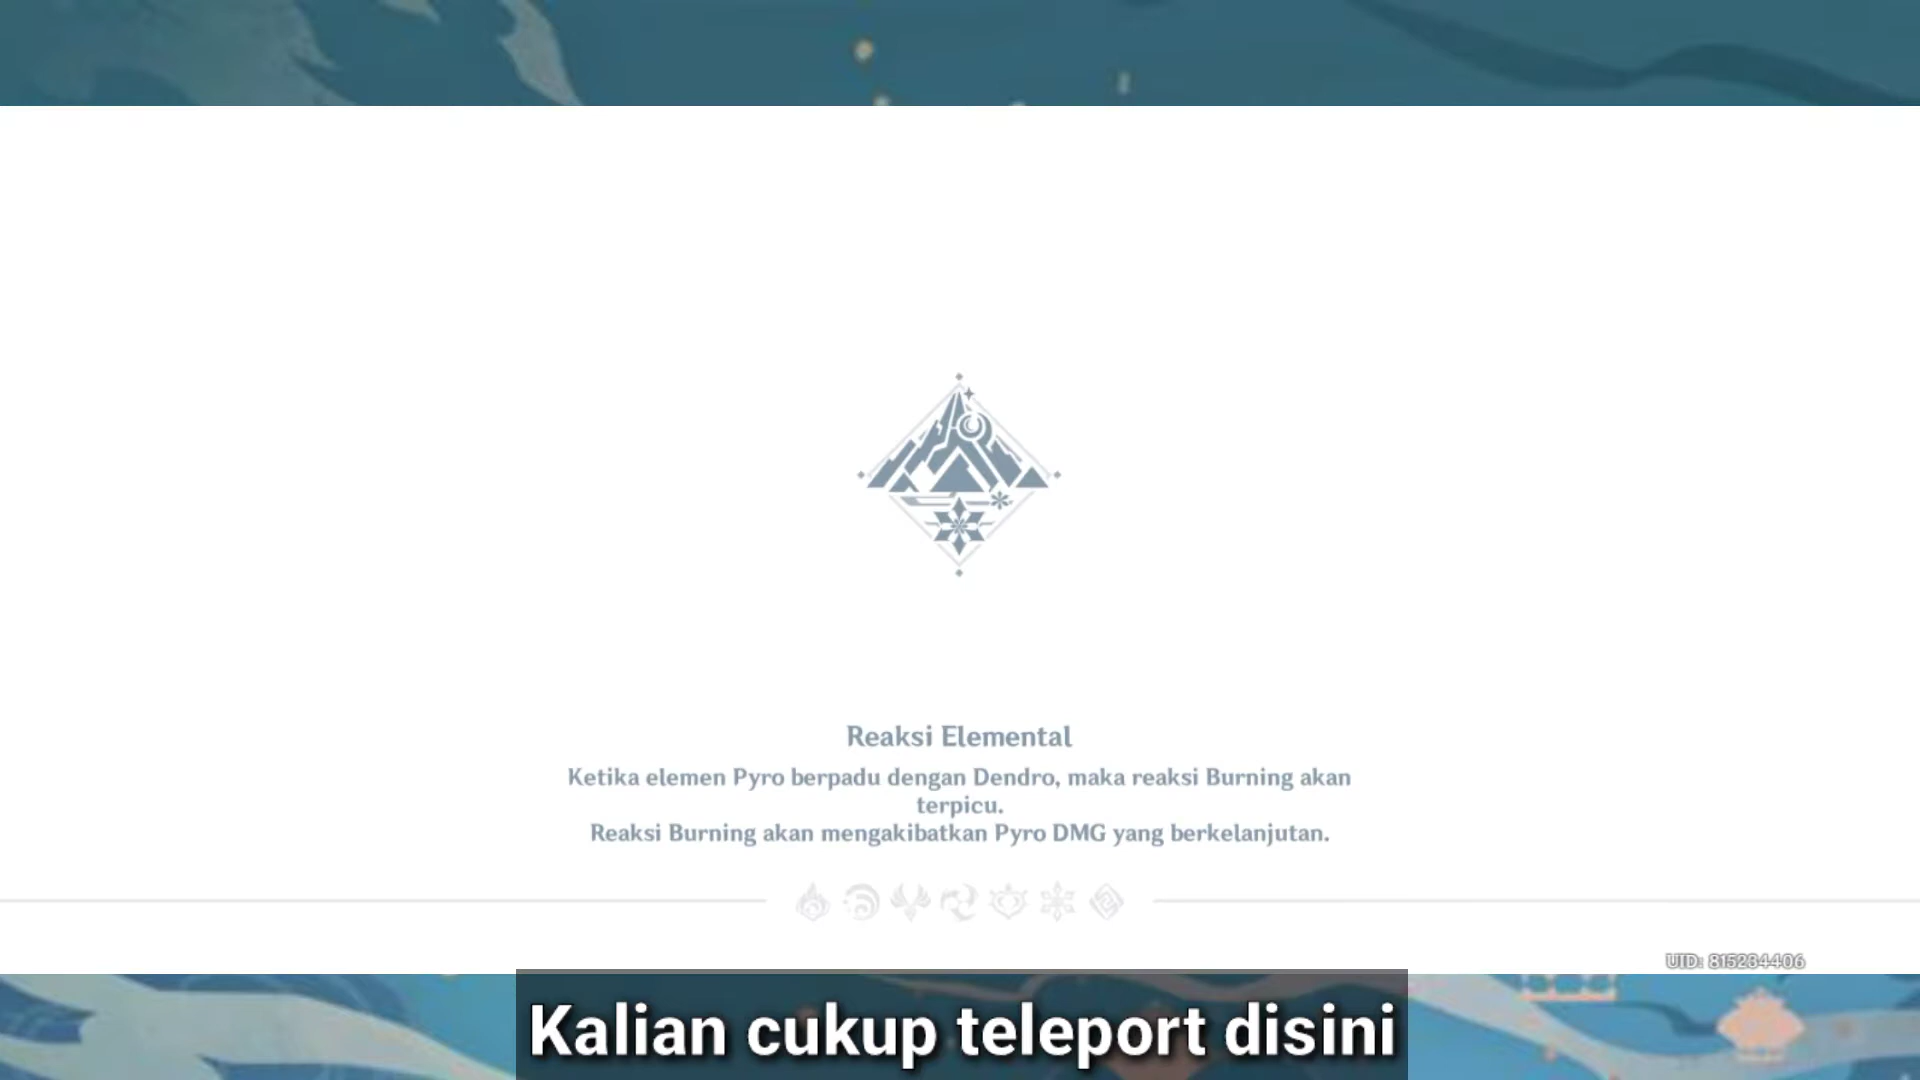 Reaksi Elemental
Ketika elemen Pyro berpadu dengan Dendro, maka reaksi Burning akan
terpicu.
Reaksi Burning akan mengakibatkan Pyro DMG yang berkelanjutan.
UID: 815234406
Kalian cukup teleport disini